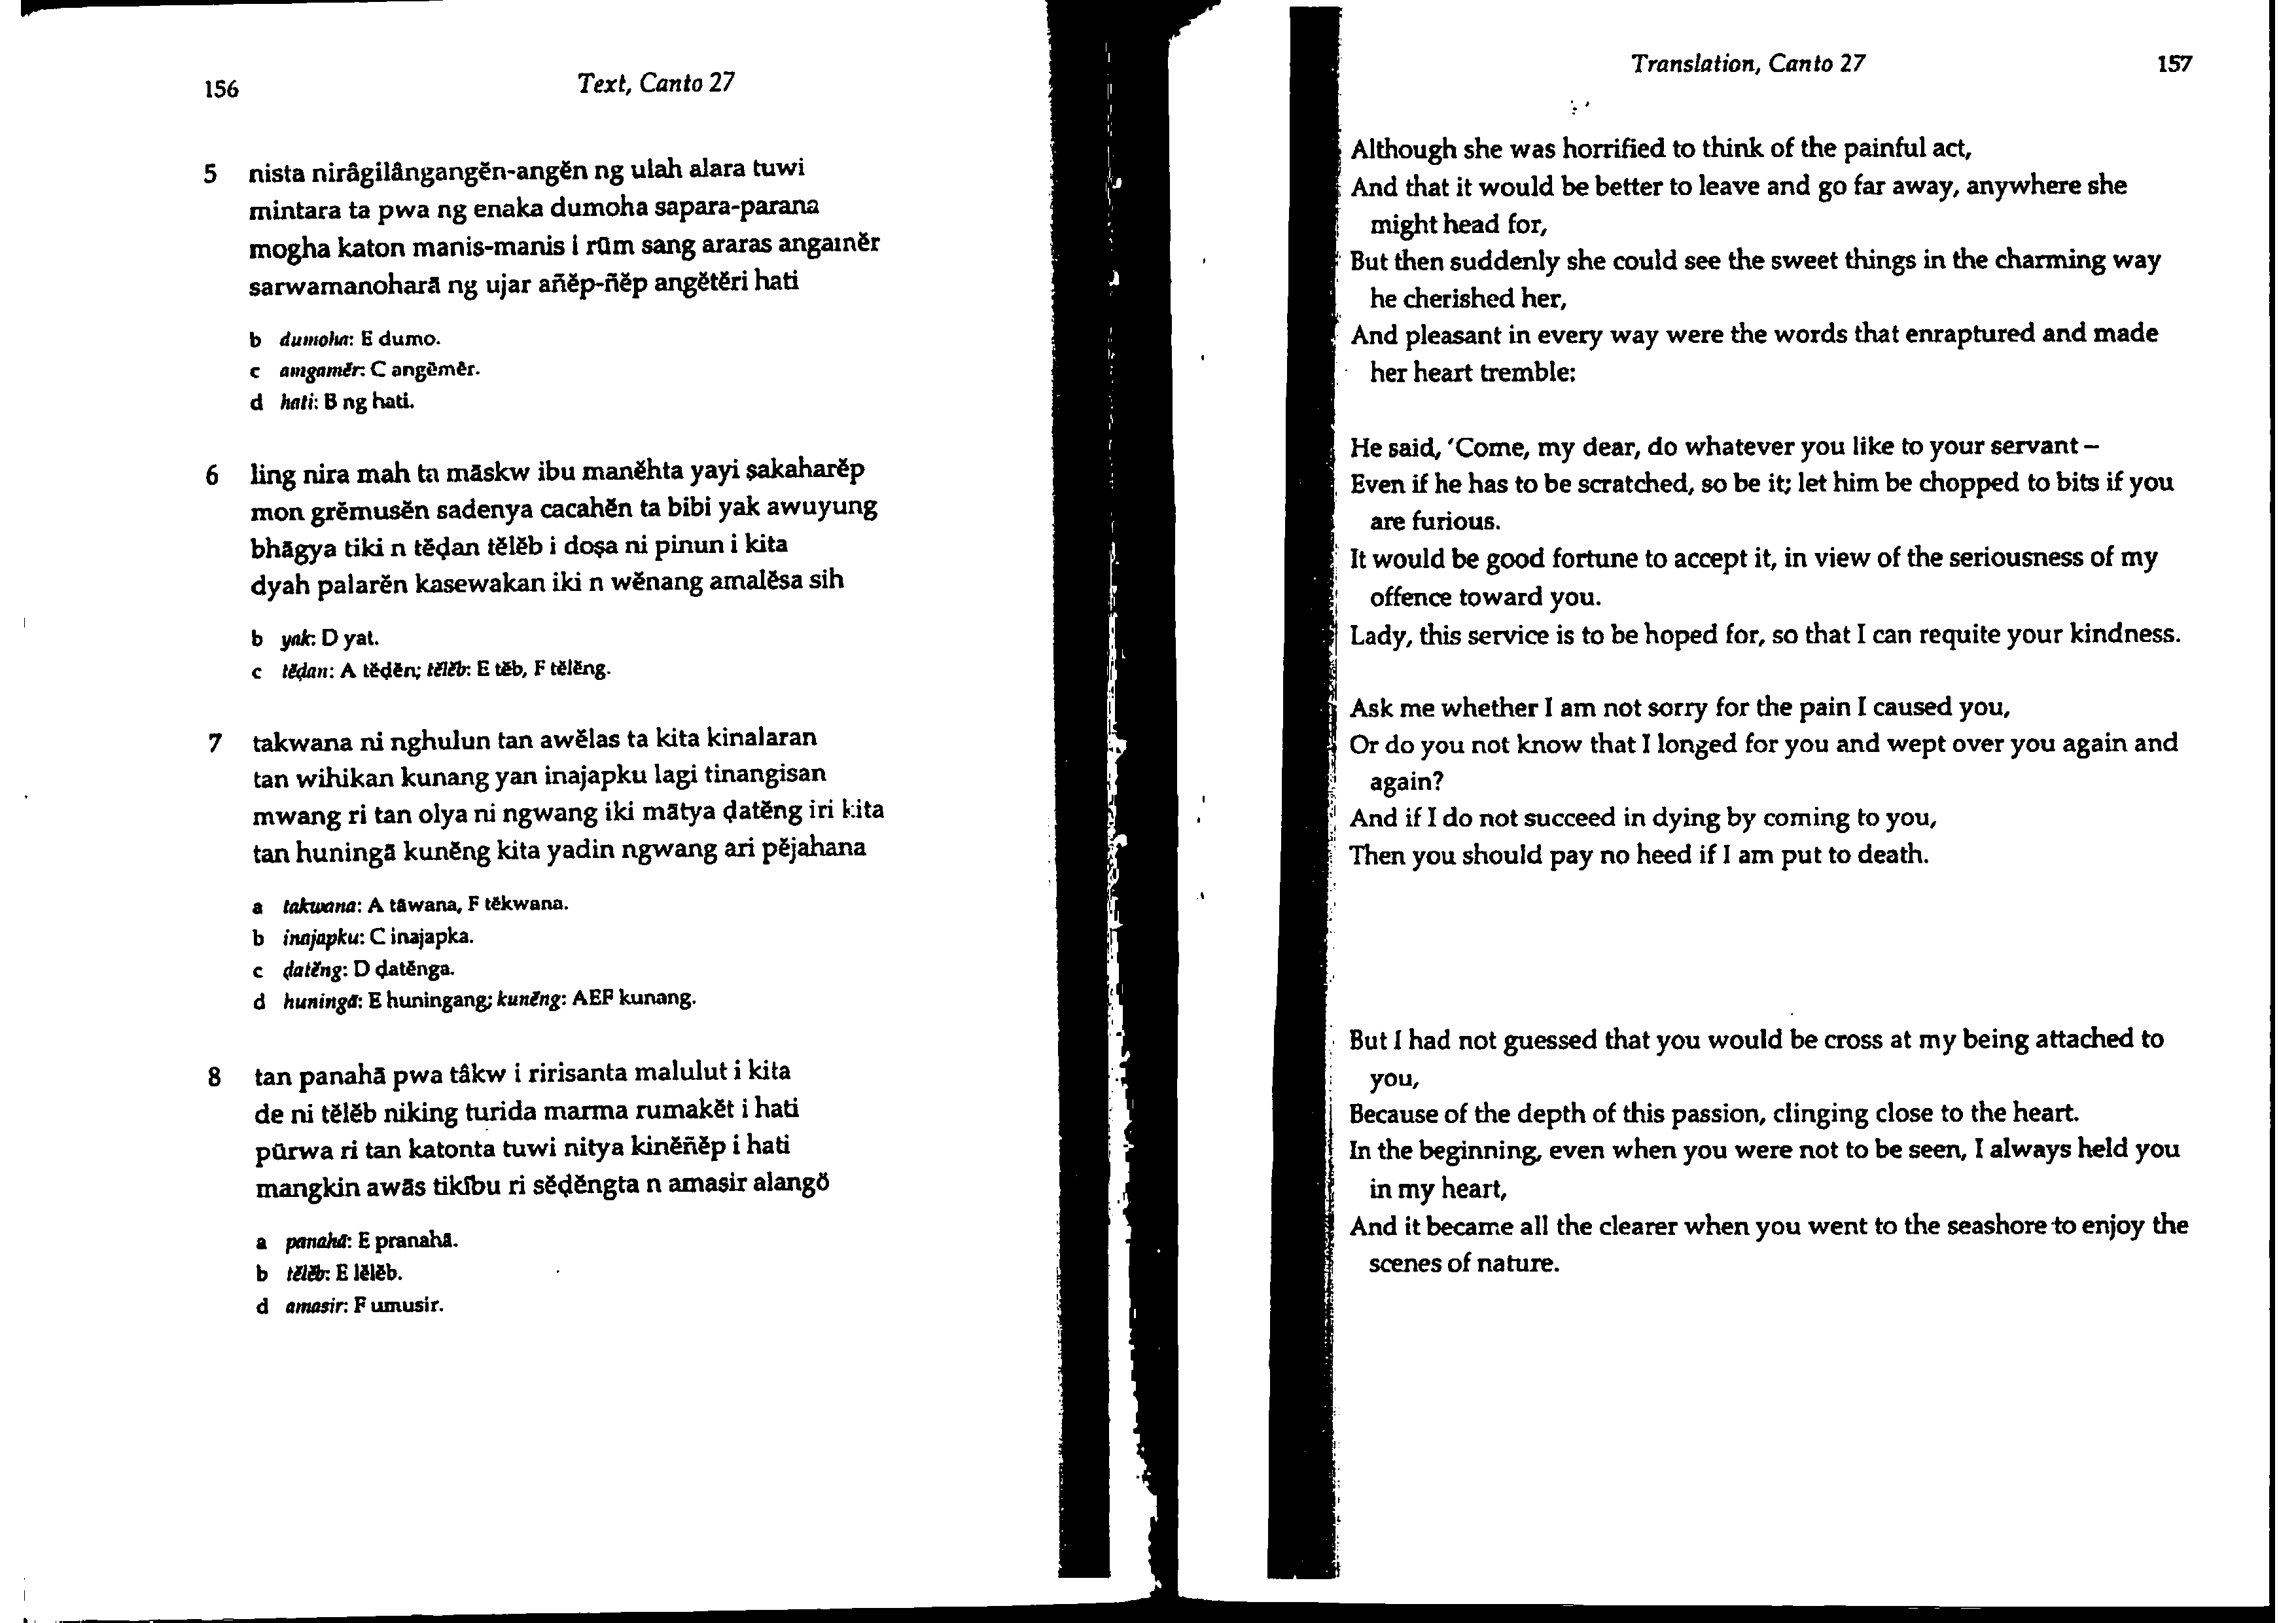 156
Text, Canto 27
5 nista nirâgilângangĕn-angĕn ng ulah alara tuwi
mintara ta pwa ng enaka dumoha sapara-parana
mogha katon manis-manis i rūm sang araras angamĕr
sarwamanoharā ng ujar añĕp-ñĕp angĕtĕri hati
b dumoha: E dumo.
c amgamĕr: C angĕmĕr.
d hati: B ng hati.
6 ling nira mah ta māskw ibu manĕhta yayi ṣakaharĕp
mon grĕmusĕn sadenya cacahĕn ta bibi yak awuyung
bhāgya tiki n tĕḍan tĕlĕb i doṣa ni pinun i kita
dyah palarĕn kasewakan iki n wĕnang amalĕsa sih
b yak: D yat.
c tĕḍan: A tĕḍĕn; tĕlĕb: E tĕb, F tĕlĕng.
7 takwana ni nghulun tan awĕlas ta kita kinalaran
tan wihikan kunang yan inajapku lagi tinangisan
mwang ri tan olya ni ngwang iki mātya ḍatĕng iri kita
tan huningā kunĕng kita yadin ngwang ari pĕjahana
a takwana: A tāwana, F tĕkwana.
b inajapku: C inajapka.
c ḍatĕng: D ḍatĕnga.
d huningā: E huningang; kunĕng: AEF kunang.
8 tan panahā pwa tâkw i ririsanta malulut i kita
de ni tĕlĕb niking turida marma rumakĕt i hati
pūrwa ri tan katonta tuwi nitya kinĕñĕp i hati
mangkin awās tikîbu ri sĕḍĕngta n amasir alangö
a panahā: E pranahā.
b tĕlĕb: E lĕlĕb.
d amasir: F umusir.
Translation, Canto 27
157
Although she was horrified to think of the painful act,
And that it would be better to leave and go far away, anywhere she
might head for,
But then suddenly she could see the sweet things in the charming way
he cherished her,
And pleasant in every way were the words that enraptured and made
her heart tremble:
He said, 'Come, my dear, do whatever you like to your servant –
Even if he has to be scratched, so be it; let him be chopped to bits if you
are furious.
It would be good fortune to accept it, in view of the seriousness of my
offence toward you.
Lady, this service is to be hoped for, so that I can requite your kindness.
Ask me whether I am not sorry for the pain I caused you,
Or do you not know that I longed for you and wept over you again and
again?
And if I do not succeed in dying by coming to you,
Then you should pay no heed if I am put to death.
But I had not guessed that you would be cross at my being attached to
you,
Because of the depth of this passion, clinging close to the heart.
In the beginning, even when you were not to be seen, I always held you
in my heart,
And it became all the clearer when you went to the seashore to enjoy the
scenes of nature.